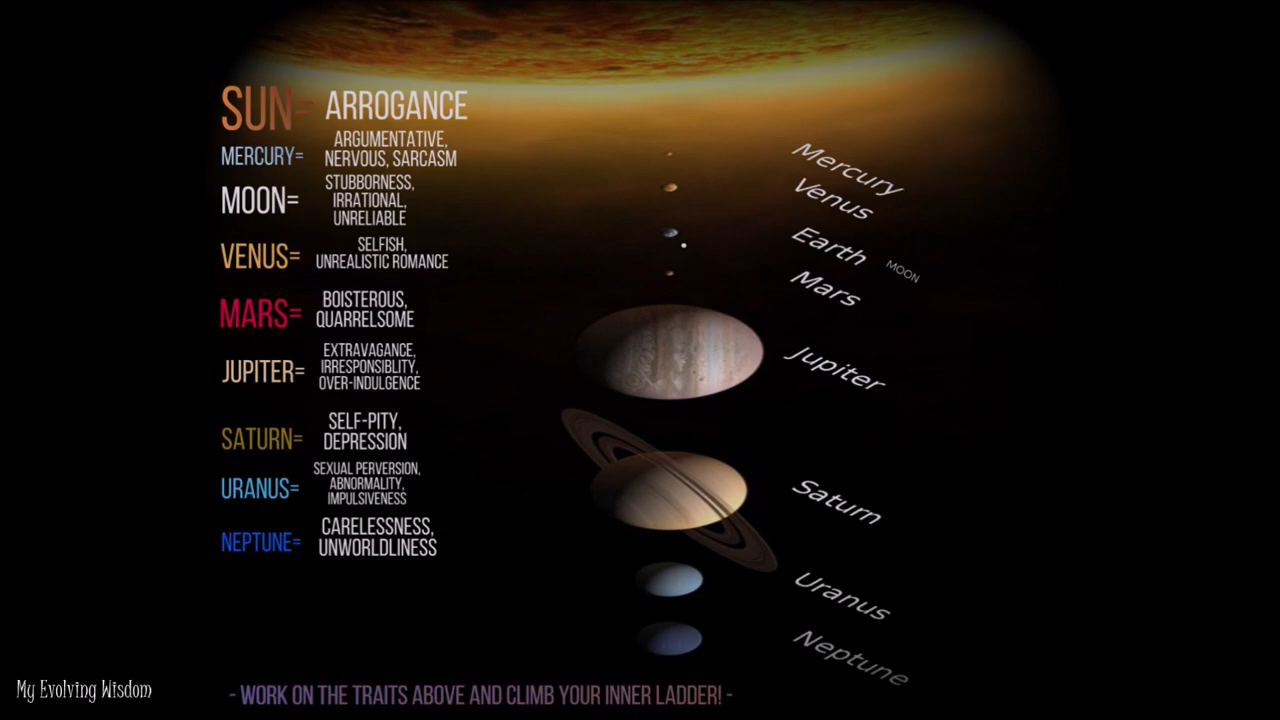 SUN= ARROGANCE
MERCURY= ARGUMENTATIVE,
NERVOUS, SARCASM
MOON= STUBBORNESS,
IRRATIONAL,
UNRELIABLE
VENUS= SELFISH,
UNREALISTIC ROMANCE
MARS= BOISTEROUS,
QUARRELSOME
JUPITER= EXTRAVAGANCE,
IRRESPONSIBLITY,
OVER-INDULGENCE
SATURN= SELF-PITY,
DEPRESSION
URANUS= SEXUAL PERVERSION,
ABNORMALITY,
IMPULSIVENESS
NEPTUNE= CARELESSNESS,
UNWORLDLINESS
Mercury
Venus
Earth
MOON
Mars
Jupiter
Saturn
Uranus
Neptune
My Evolving Wisdom
- WORK ON THE TRAITS ABOVE AND CLIMB YOUR INNER LADDER! -